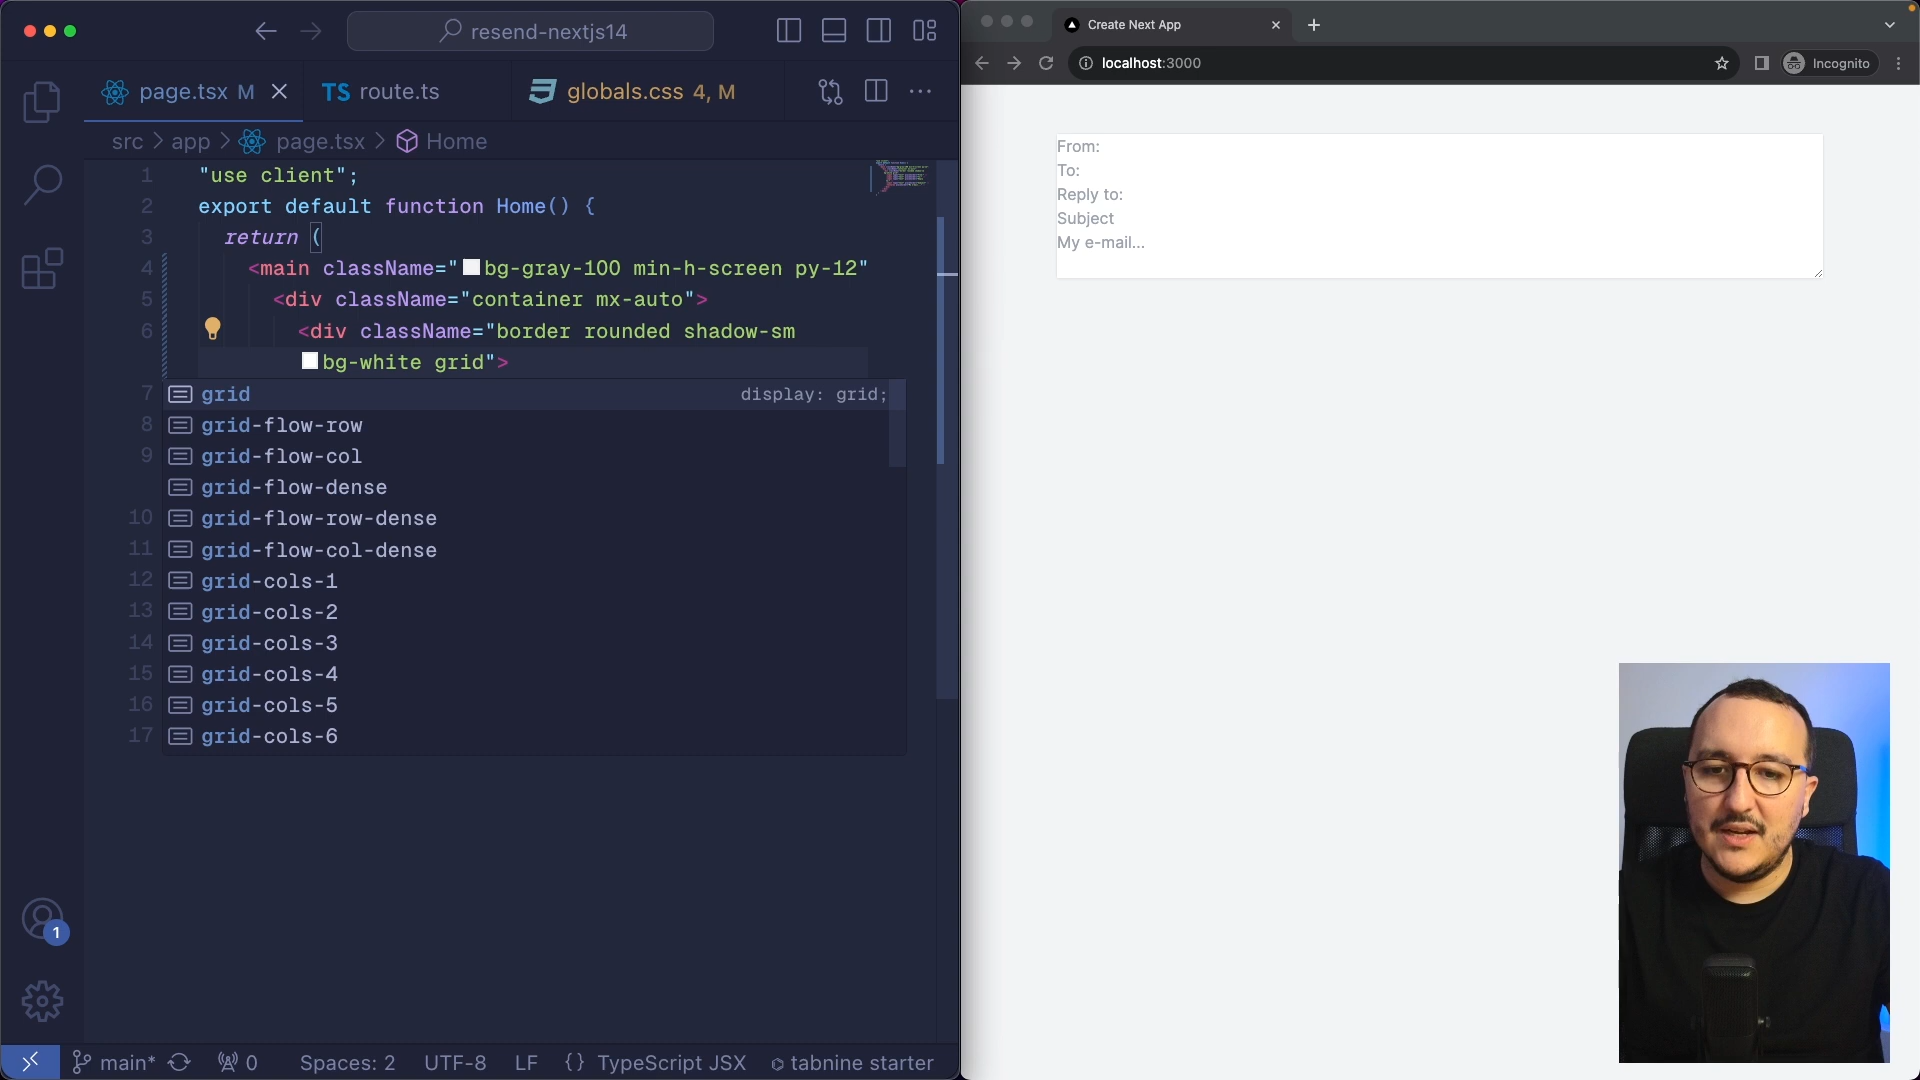 resend-nextjs14
page.tsx M
TS route.ts
globals.css 4, M
src > app > page.tsx > Home
1 "use client";
2 export default function Home() {
3 return (
4 <main className="bg-gray-100 min-h-screen py-12"
5 <div className="container mx-auto">
6 <div className="border rounded shadow-sm
bg-white grid">
7 grid display: grid;
8 grid-flow-row
9 grid-flow-col
grid-flow-dense
10 grid-flow-row-dense
11 grid-flow-col-dense
12 grid-cols-1
13 grid-cols-2
14 grid-cols-3
15 grid-cols-4
16 grid-cols-5
17 grid-cols-6
1
main* 0 Spaces: 2 UTF-8 LF {} TypeScript JSX tabnine starter
Create Next App
localhost:3000
Incognito
From:
To:
Reply to:
Subject
My e-mail...